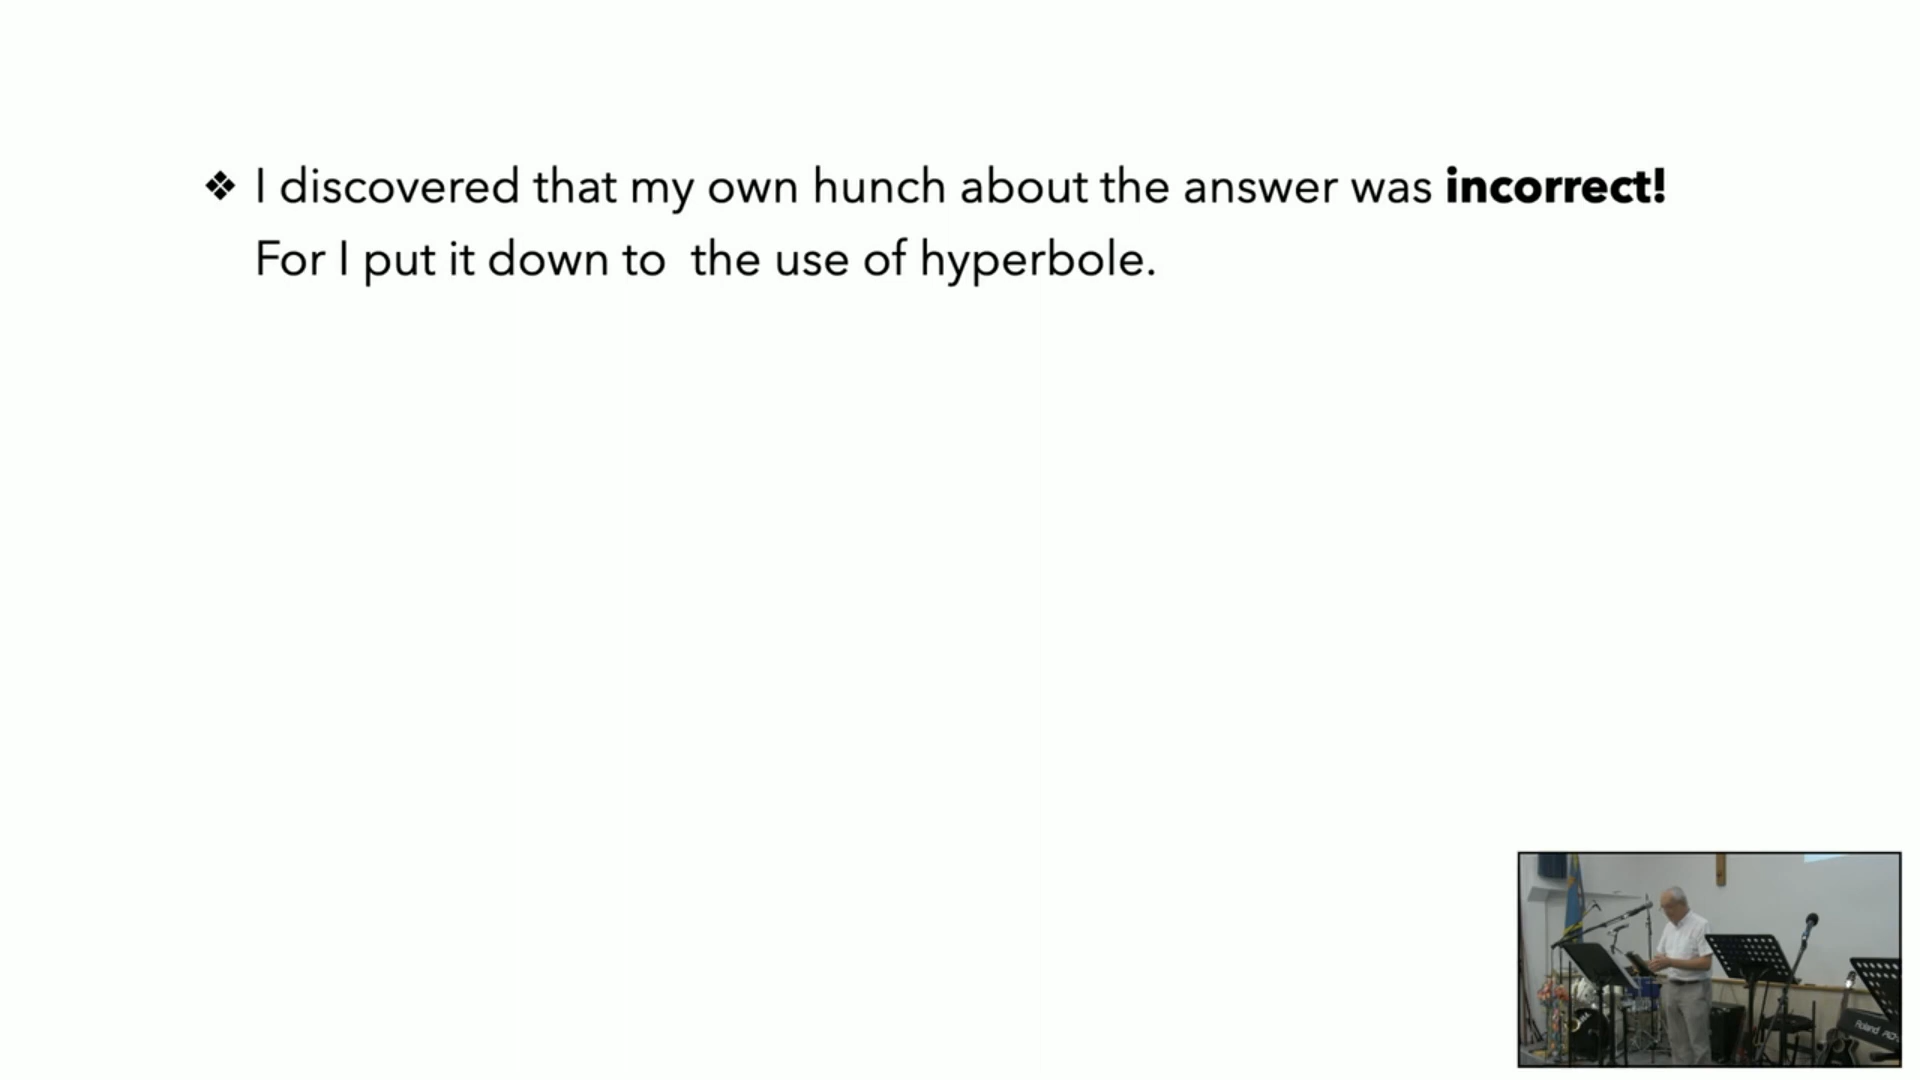 ❖ I discovered that my own hunch about the answer was incorrect!
For I put it down to  the use of hyperbole.
Roland